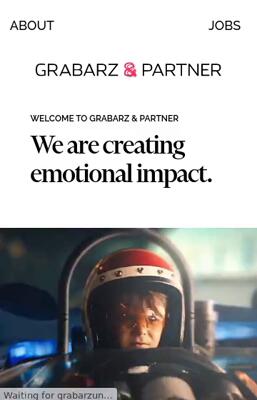 ABOUT JOBS
GRABARZ & PARTNER
WELCOME TO GRABARZ & PARTNER
We are creating
emotional impact.
Waiting for grabarzun...